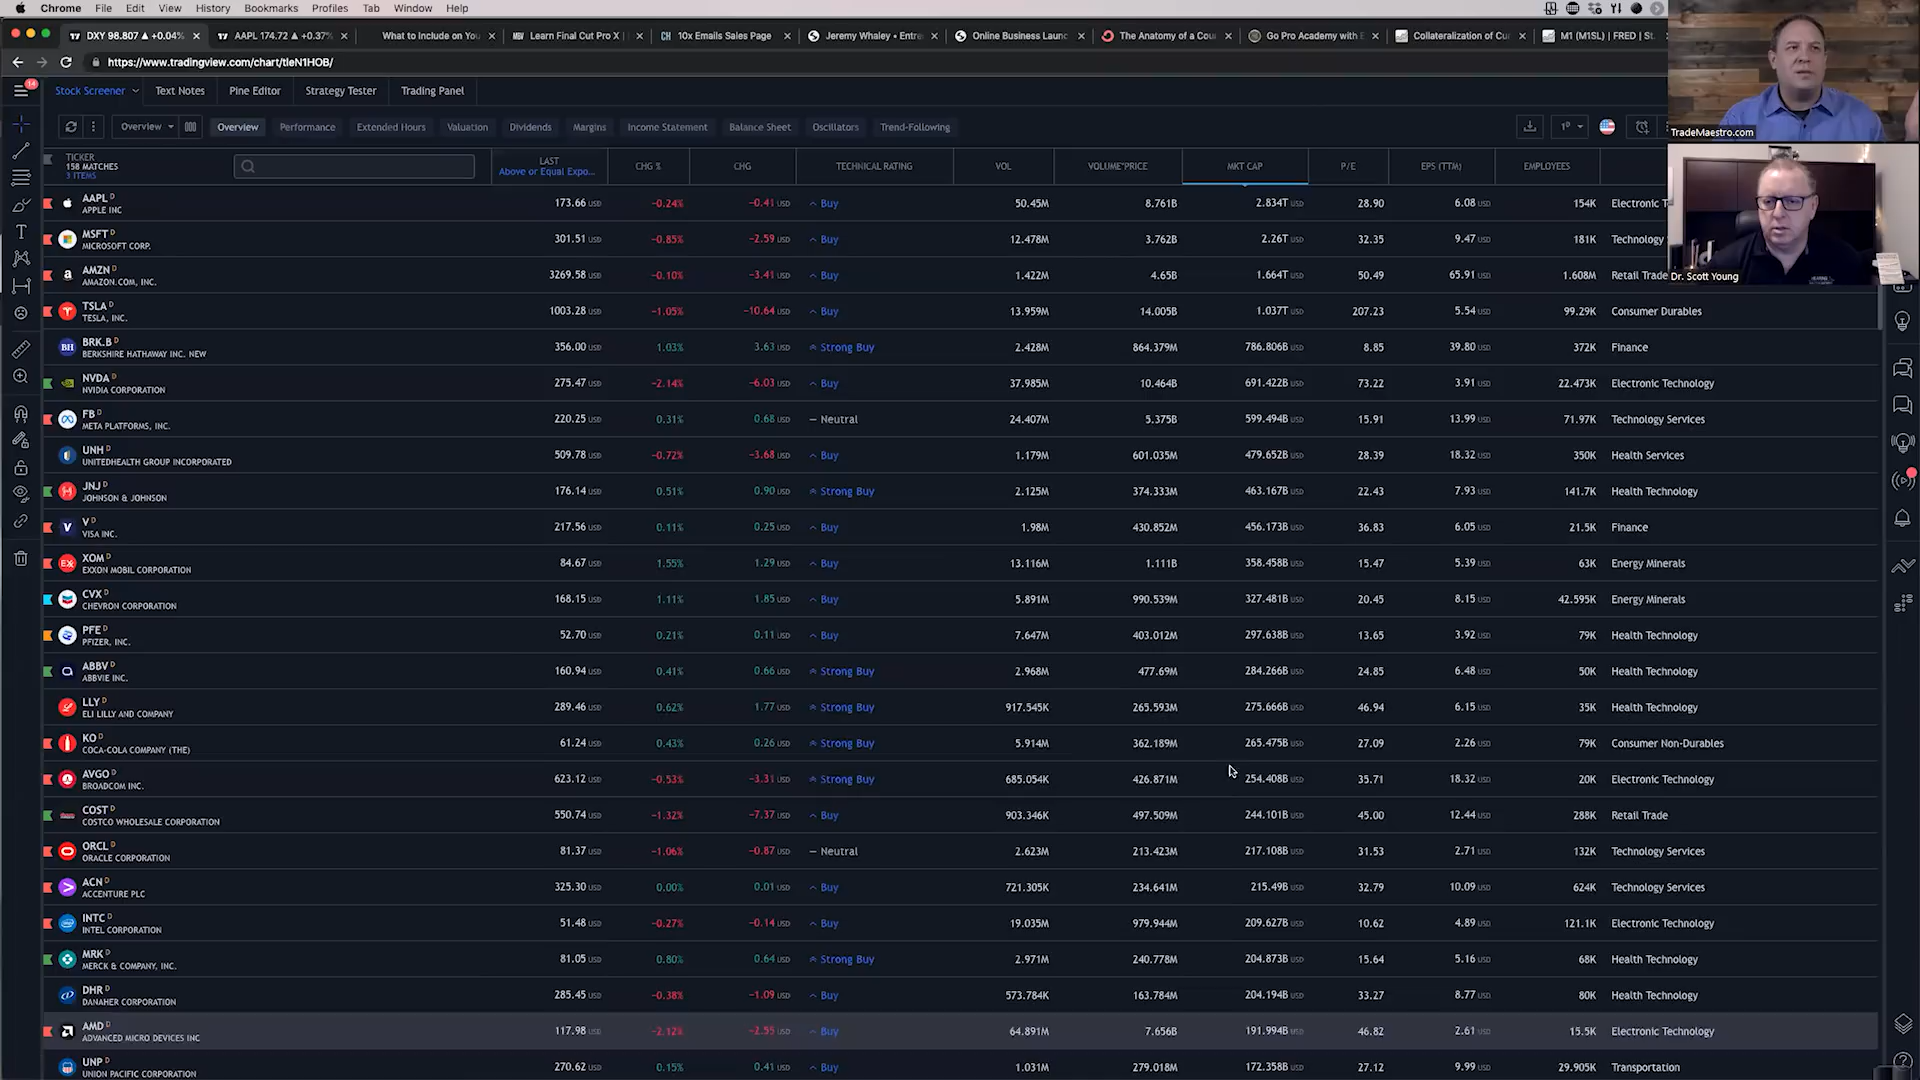 Chrome File Edit View History Bookmarks Profiles Tab Window Help
DXY 98.807 ▲ +0.04% AAPL 174.72 ▲ +0.37% What to Include on You Learn Final Cut Pro X | 10x Emails Sales Page Jeremy Whaley • Entre Online Business Launc The Anatomy of a Cou Go Pro Academy with E Collateralization of Cu M1 (M1SL) | FRED | St.
https://www.tradingview.com/chart/tleN1HOB/
14
Stock Screener Text Notes Pine Editor Strategy Tester Trading Panel
Overview Overview Performance Extended Hours Valuation Dividends Margins Income Statement Balance Sheet Oscillators Trend-Following 1D
TradeMaestro.com
Dr. Scott Young
TICKER
158 MATCHES
3 ITEMS
LAST
Above or Equal Expo...
CHG % CHG TECHNICAL RATING VOL VOLUME*PRICE MKT CAP P/E EPS (TTM) EMPLOYEES
AAPL D
APPLE INC
173.66 USD −0.24% −0.41 USD Buy 50.45M 8.761B 2.834T USD 28.90 6.08 USD 154K Electronic T
MSFT D
MICROSOFT CORP.
301.51 USD −0.85% −2.59 USD Buy 12.478M 3.762B 2.26T USD 32.35 9.47 USD 181K Technology
AMZN D
AMAZON.COM, INC.
3269.58 USD −0.10% −3.41 USD Buy 1.422M 4.65B 1.664T USD 50.49 65.91 USD 1.608M Retail Trade
TSLA D
TESLA, INC.
1003.28 USD −1.05% −10.64 USD Buy 13.959M 14.005B 1.037T USD 207.23 5.54 USD 99.29K Consumer Durables
BRK.B D
BERKSHIRE HATHAWAY INC. NEW
356.00 USD 1.03% 3.63 USD Strong Buy 2.428M 864.379M 786.806B USD 8.85 39.80 USD 372K Finance
NVDA D
NVIDIA CORPORATION
275.47 USD −2.14% −6.03 USD Buy 37.985M 10.464B 691.422B USD 73.22 3.91 USD 22.473K Electronic Technology
FB D
META PLATFORMS, INC.
220.25 USD 0.31% 0.68 USD — Neutral 24.407M 5.375B 599.494B USD 15.91 13.99 USD 71.97K Technology Services
UNH D
UNITEDHEALTH GROUP INCORPORATED
509.78 USD −0.72% −3.68 USD Buy 1.179M 601.035M 479.652B USD 28.39 18.32 USD 350K Health Services
JNJ D
JOHNSON & JOHNSON
176.14 USD 0.51% 0.90 USD Strong Buy 2.125M 374.333M 463.167B USD 22.43 7.93 USD 141.7K Health Technology
V D
VISA INC.
217.56 USD 0.11% 0.25 USD Buy 1.98M 430.852M 456.173B USD 36.83 6.05 USD 21.5K Finance
XOM D
EXXON MOBIL CORPORATION
84.67 USD 1.55% 1.29 USD Buy 13.116M 1.111B 358.458B USD 15.47 5.39 USD 63K Energy Minerals
CVX D
CHEVRON CORPORATION
168.15 USD 1.11% 1.85 USD Buy 5.891M 990.539M 327.481B USD 20.45 8.15 USD 42.595K Energy Minerals
PFE D
PFIZER, INC.
52.70 USD 0.21% 0.11 USD Buy 7.647M 403.012M 297.638B USD 13.65 3.92 USD 79K Health Technology
ABBV D
ABBVIE INC.
160.94 USD 0.41% 0.66 USD Strong Buy 2.968M 477.69M 284.266B USD 24.85 6.48 USD 50K Health Technology
LLY D
ELI LILLY AND COMPANY
289.46 USD 0.62% 1.77 USD Strong Buy 917.545K 265.593M 275.666B USD 46.94 6.15 USD 35K Health Technology
KO D
COCA-COLA COMPANY (THE)
61.24 USD 0.43% 0.26 USD Strong Buy 5.914M 362.189M 265.475B USD 27.09 2.26 USD 79K Consumer Non-Durables
AVGO D
BROADCOM INC.
623.12 USD −0.53% −3.31 USD Strong Buy 685.054K 426.871M 254.408B USD 35.71 18.32 USD 20K Electronic Technology
COST D
COSTCO WHOLESALE CORPORATION
550.74 USD −1.32% −7.37 USD Buy 903.346K 497.509M 244.101B USD 45.00 12.44 USD 288K Retail Trade
ORCL D
ORACLE CORPORATION
81.37 USD −1.06% −0.87 USD — Neutral 2.623M 213.423M 217.108B USD 31.53 2.71 USD 132K Technology Services
ACN D
ACCENTURE PLC
325.30 USD 0.00% 0.01 USD Buy 721.305K 234.641M 215.49B USD 32.79 10.09 USD 624K Technology Services
INTC D
INTEL CORPORATION
51.48 USD −0.27% −0.14 USD Buy 19.035M 979.944M 209.627B USD 10.62 4.89 USD 121.1K Electronic Technology
MRK D
MERCK & COMPANY, INC.
81.05 USD 0.80% 0.64 USD Strong Buy 2.971M 240.778M 204.873B USD 15.64 5.16 USD 68K Health Technology
DHR D
DANAHER CORPORATION
285.45 USD −0.38% −1.09 USD Buy 573.784K 163.784M 204.194B USD 33.27 8.77 USD 80K Health Technology
AMD D
ADVANCED MICRO DEVICES INC
117.98 USD −2.12% −2.55 USD Buy 64.891M 7.656B 191.994B USD 46.82 2.61 USD 15.5K Electronic Technology
UNP D
UNION PACIFIC CORPORATION
270.62 USD 0.15% 0.41 USD Buy 1.031M 279.018M 172.358B USD 27.12 9.99 USD 29.905K Transportation